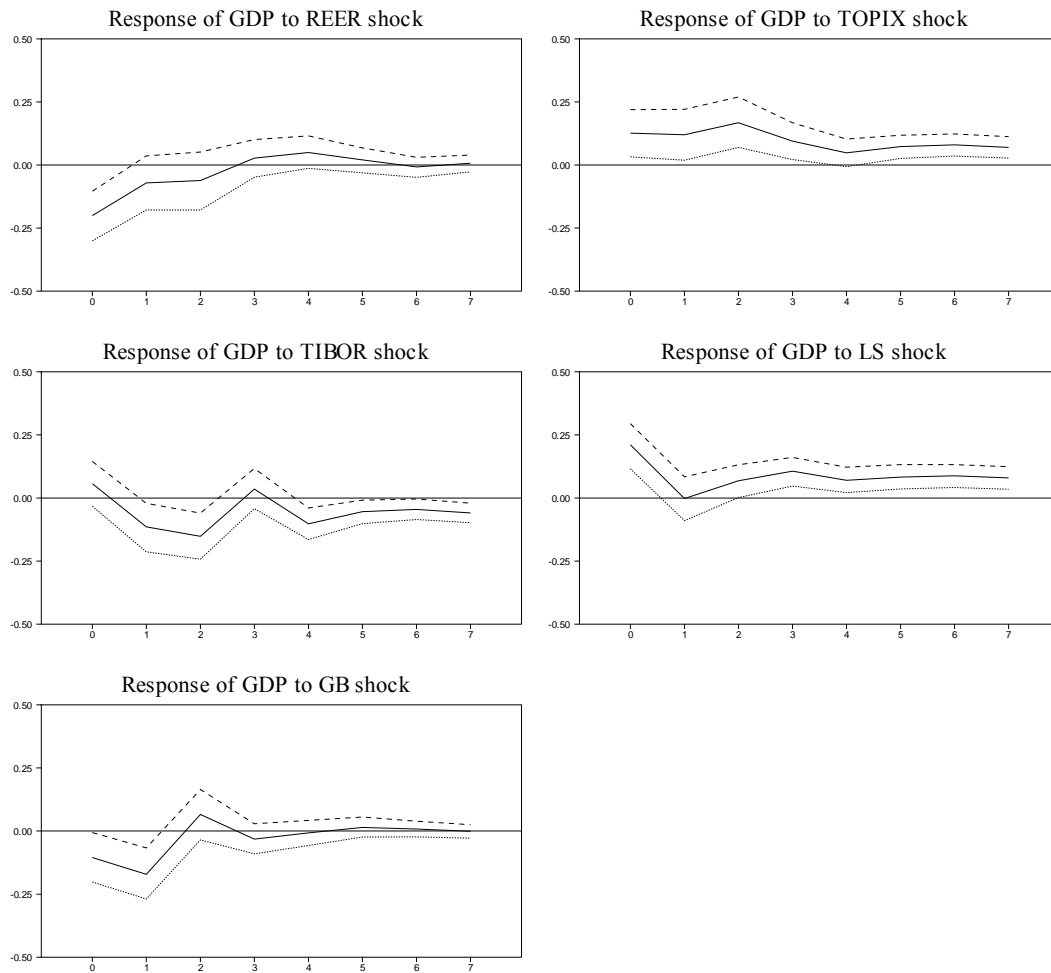 Response of GDP to REER shock
0.50
0.25
0.00
-0.25
-0.50
0 1 2 3 4 5 6 7
Response of GDP to TOPIX shock
0.50
0.25
0.00
-0.25
-0.50
0 1 2 3 4 5 6 7
Response of GDP to TIBOR shock
0.50
0.25
0.00
-0.25
-0.50
0 1 2 3 4 5 6 7
Response of GDP to LS shock
0.50
0.25
0.00
-0.25
-0.50
0 1 2 3 4 5 6 7
Response of GDP to GB shock
0.50
0.25
0.00
-0.25
-0.50
0 1 2 3 4 5 6 7